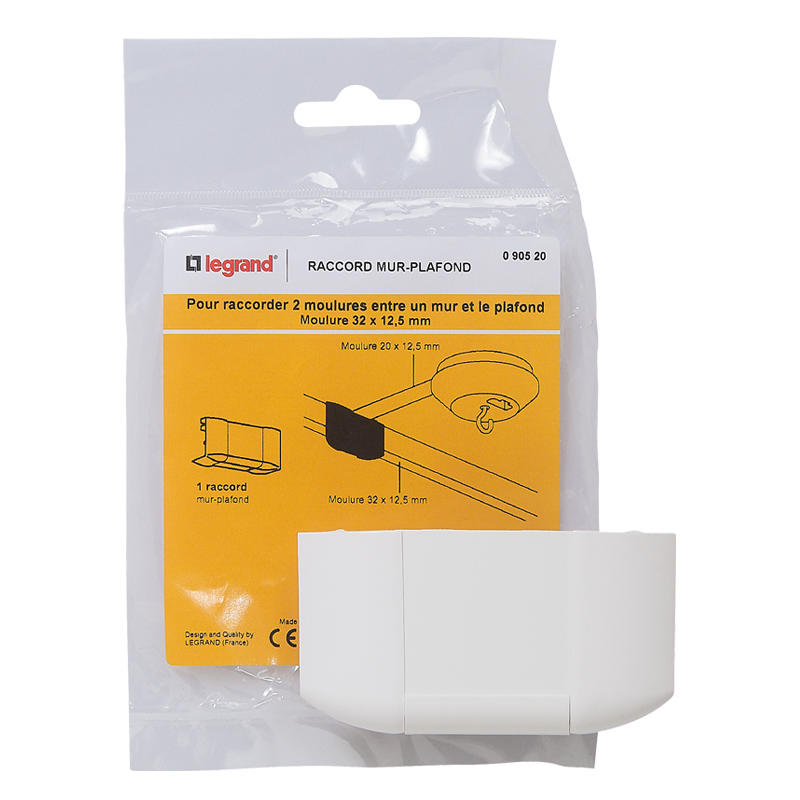 legrand®
RACCORD MUR-PLAFOND
0 905 20
Pour raccorder 2 moulures entre un mur et le plafond
Moulure 32 x 12,5 mm
Moulure 20 x 12,5 mm
1 raccord
mur-plafond
Moulure 32 x 12,5 mm
Made
Design and Quality by
LEGRAND (France)
CE